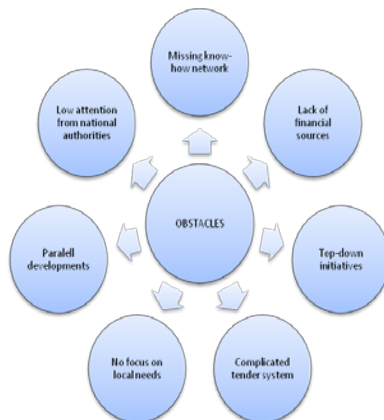 Missing know-
how network
Lack of
financial
sources
Top-down
initiatives
Complicated
tender system
No focus on
local needs
Paralell
developments
Low attention
from national
authorities
OBSTACLES